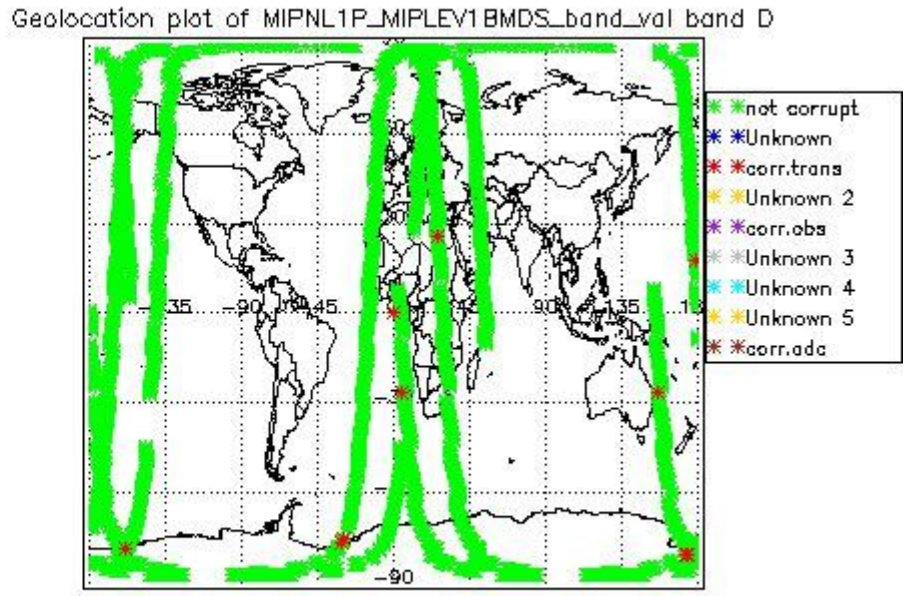 Geolocation plot of MIPNL1P_MIPLEV1BMDS_band_val band D
not corrupt
Unknown
corr.trans
Unknown 2
corr.obs
Unknown 3
Unknown 4
Unknown 5
corr.adc
-90
45
90
135
-90